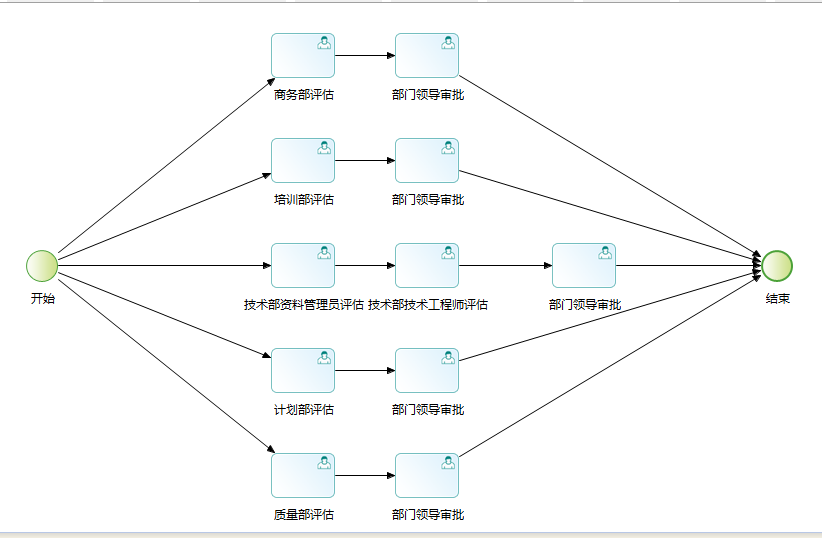 商务部评估
部门领导审批
培训部评估
部门领导审批
开始
技术部资料管理员评估
技术部技术工程师评估
部门领导审批
结束
计划部评估
部门领导审批
质量部评估
部门领导审批